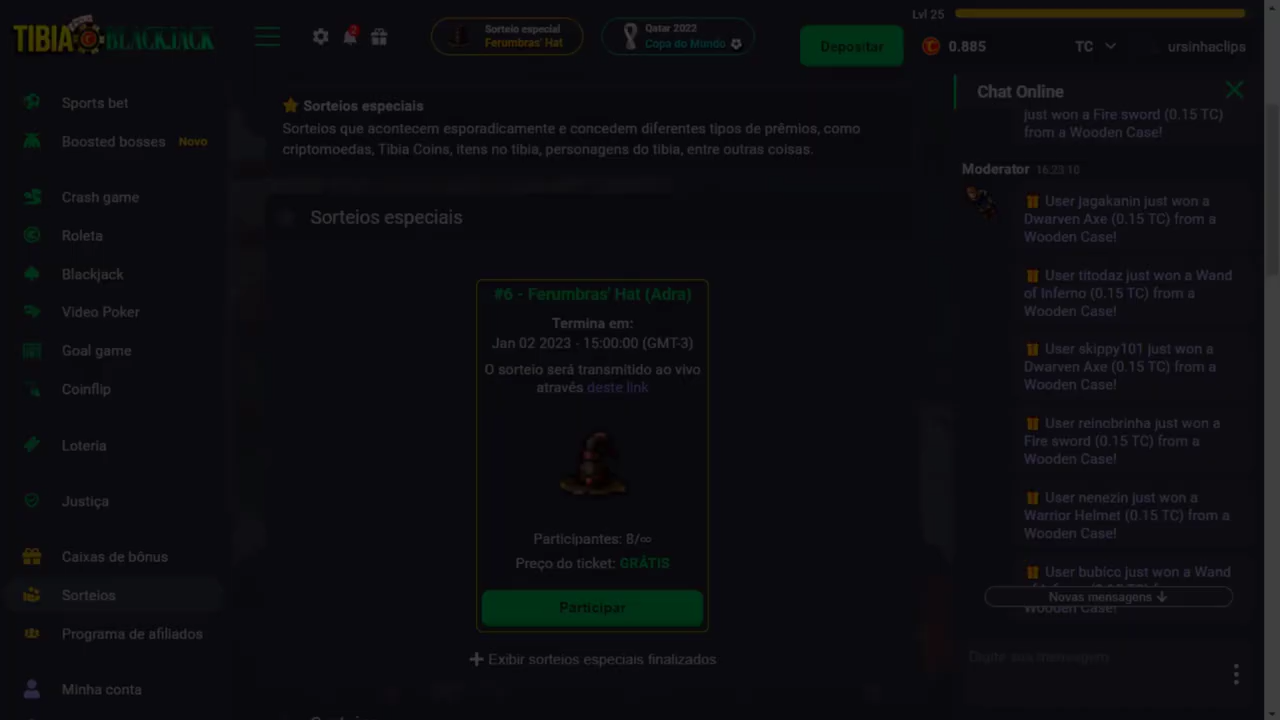 TIBIA BLACKJACK
2
Sorteio especial
Ferumbras' Hat
Qatar 2022
Copa do Mundo
Depositar
Lvl 25
0.885
TC
ursinhaclips
Sports bet
Boosted bosses Novo
Crash game
Roleta
Blackjack
Video Poker
Goal game
Coinflip
Loteria
Justiça
Caixas de bônus
Sorteios
Programa de afiliados
Minha conta
Sorteios especiais
Sorteios que acontecem esporadicamente e concedem diferentes tipos de prêmios, como
criptomoedas, Tibia Coins, itens no tibia, personagens do tibia, entre outras coisas.
Sorteios especiais
#6 - Ferumbras' Hat (Adra)
Termina em:
Jan 02 2023 - 15:00:00 (GMT-3)
O sorteio será transmitido ao vivo
através deste link
Participantes: 8/∞
Preço do ticket: GRÁTIS
Participar
Exibir sorteios especiais finalizados
Chat Online
just won a Fire sword (0.15 TC)
from a Wooden Case!
Moderator 16:23:10
User jagakanin just won a
Dwarven Axe (0.15 TC) from a
Wooden Case!
User titodaz just won a Wand
of Inferno (0.15 TC) from a
Wooden Case!
User skippy101 just won a
Dwarven Axe (0.15 TC) from a
Wooden Case!
User reinobrinha just won a
Fire sword (0.15 TC) from a
Wooden Case!
User nenezin just won a
Warrior Helmet (0.15 TC) from a
Wooden Case!
User bubico just won a Wand
Novas mensagens
Wooden Case!
Digite sua mensagem